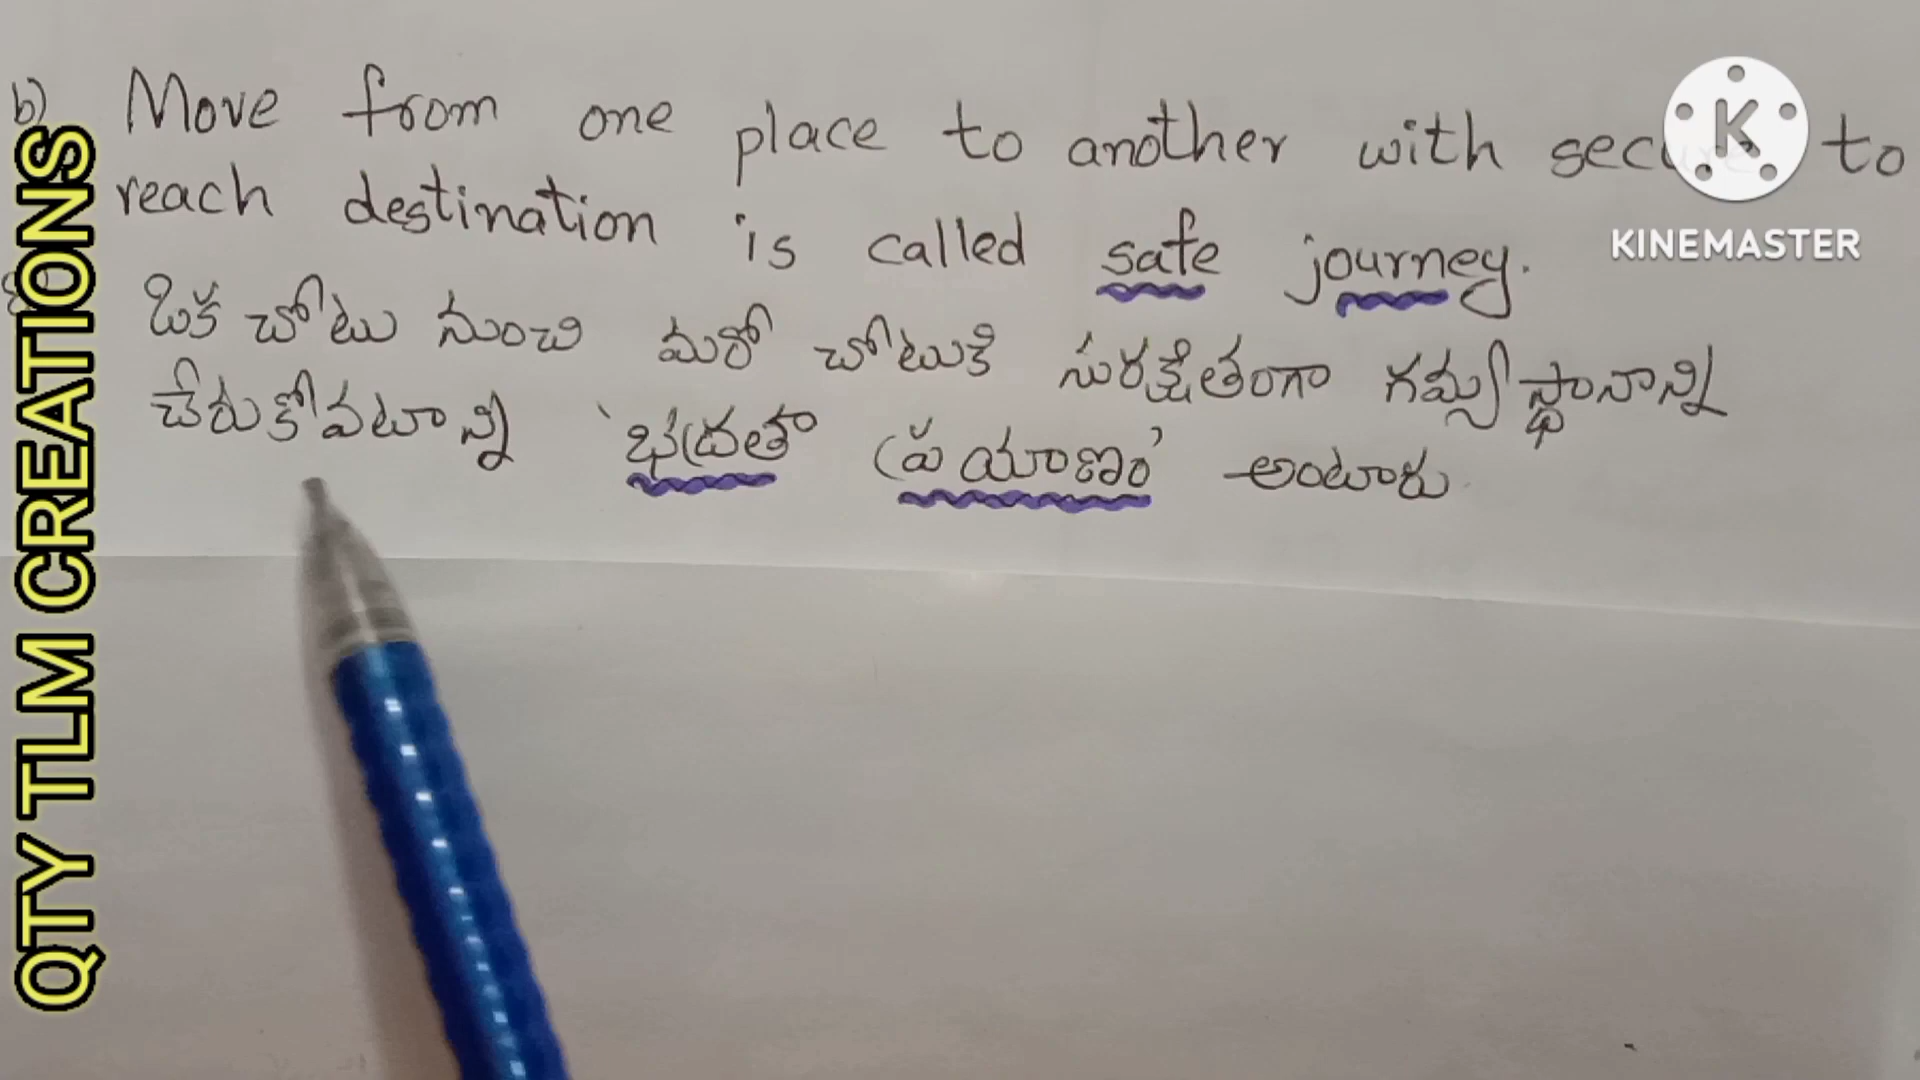 b) Move from one place to another with secure to
reach destination is called safe journey.
ఒక చోటు నుంచి మరో చోటుకి సురక్షితంగా గమ్యస్థానాన్ని
చేరుకోవటాన్ని 'భద్రతా ప్రయాణం' అంటారు
KINEMASTER
QTY TLM CREATIONS